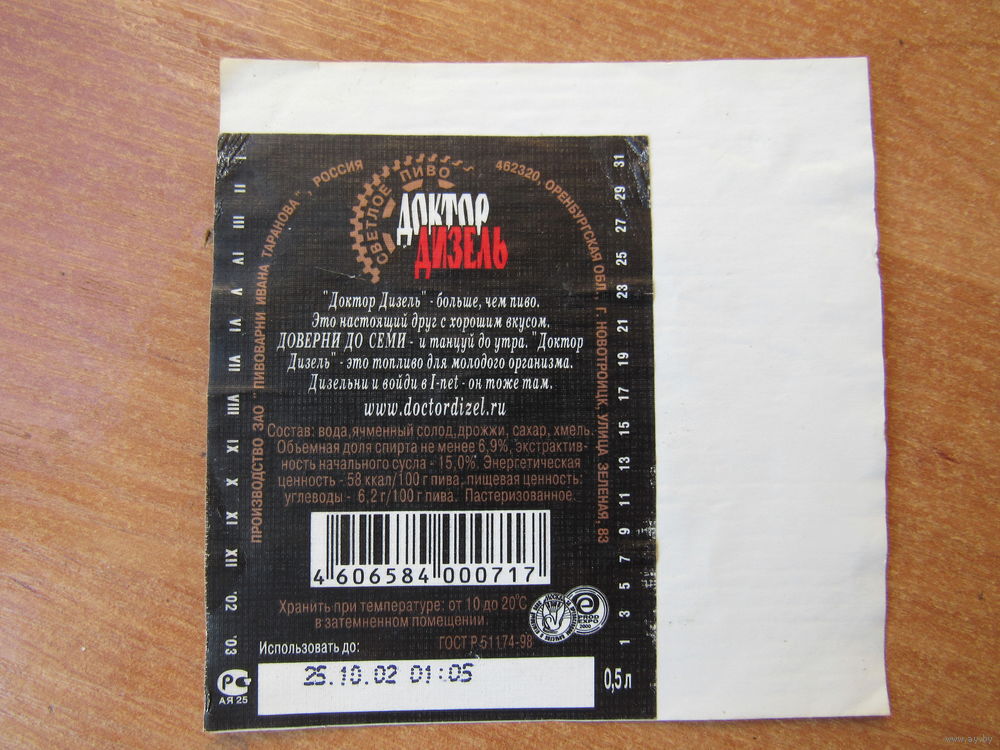 СВЕТЛОЕ ПИВО
ДОКТОР
ДИЗЕЛЬ
ПРОИЗВОДСТВО ЗАО "ПИВОВАРНИ ИВАНА ТАРАНОВА", РОССИЯ
462320, ОРЕНБУРГСКАЯ ОБЛ., Г. НОВОТРОИЦК, УЛИЦА ЗЕЛЕНАЯ, 83
"Доктор Дизель" - больше, чем пиво.
Это настоящий друг с хорошим вкусом.
ДОВЕРНИ ДО СЕМИ - и танцуй до утра. "Доктор
Дизель" - это топливо для молодого организма.
Дизельни и войди в I-net - он тоже там.
www.doctordizel.ru
Состав: вода, ячменный солод, дрожжи, сахар, хмель.
Объемная доля спирта не менее 6,9%, экстрактив-
ность начального сусла - 15,0%. Энергетическая
ценность - 58 ккал/100 г пива, пищевая ценность:
углеводы - 6,2 г/100 г пива. Пастеризованное.
4 606584 000717
Хранить при температуре: от 10 до 20°С
в затемненном помещении.
ГОСТ Р 51174-98
PROD
EXPO
2000
Использовать до:
25.10.02 01:05
0,5 л
АЯ 25
I II III IV V VI VII VIII IX X XI XII '02 '03
1 3 5 7 9 11 13 15 17 19 21 23 25 27 29 31
www.ay.by